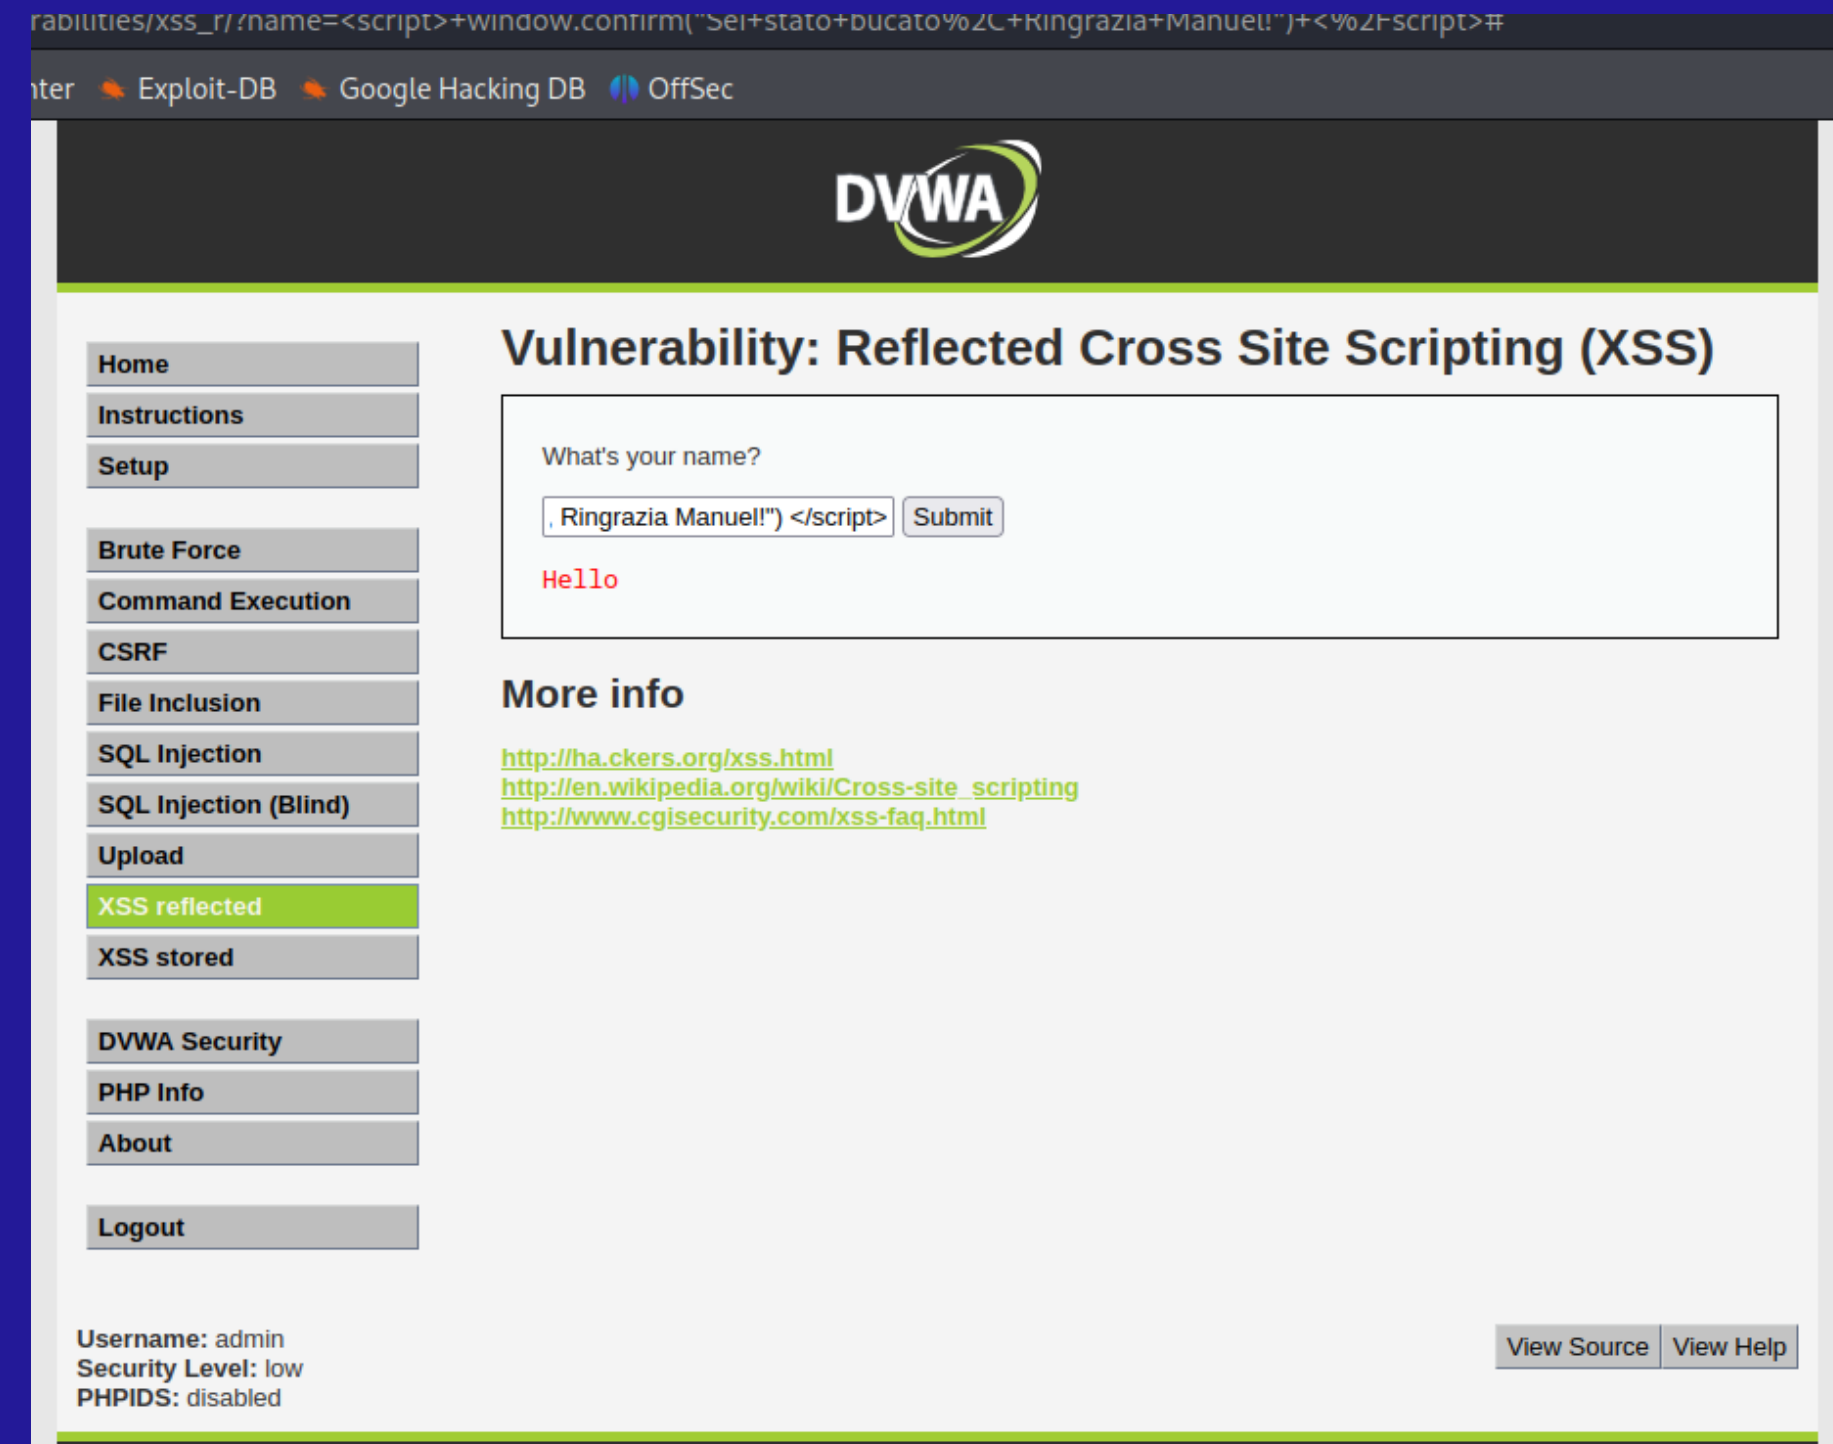 rabilities/xss_r/?name=<script>+window.confirm("Sei+stato+bucato%2C+Ringrazia+Manuel!")+<%2Fscript>#
nter Exploit-DB Google Hacking DB OffSec
DVWA
Vulnerability: Reflected Cross Site Scripting (XSS)
Home
Instructions
Setup
What's your name?
, Ringrazia Manuel!") </script> Submit
Hello
Brute Force
Command Execution
CSRF
File Inclusion
SQL Injection
SQL Injection (Blind)
Upload
XSS reflected
XSS stored
More info
http://ha.ckers.org/xss.html
http://en.wikipedia.org/wiki/Cross-site_scripting
http://www.cgisecurity.com/xss-faq.html
DVWA Security
PHP Info
About
Logout
Username: admin
Security Level: low
PHPIDS: disabled
View Source View Help